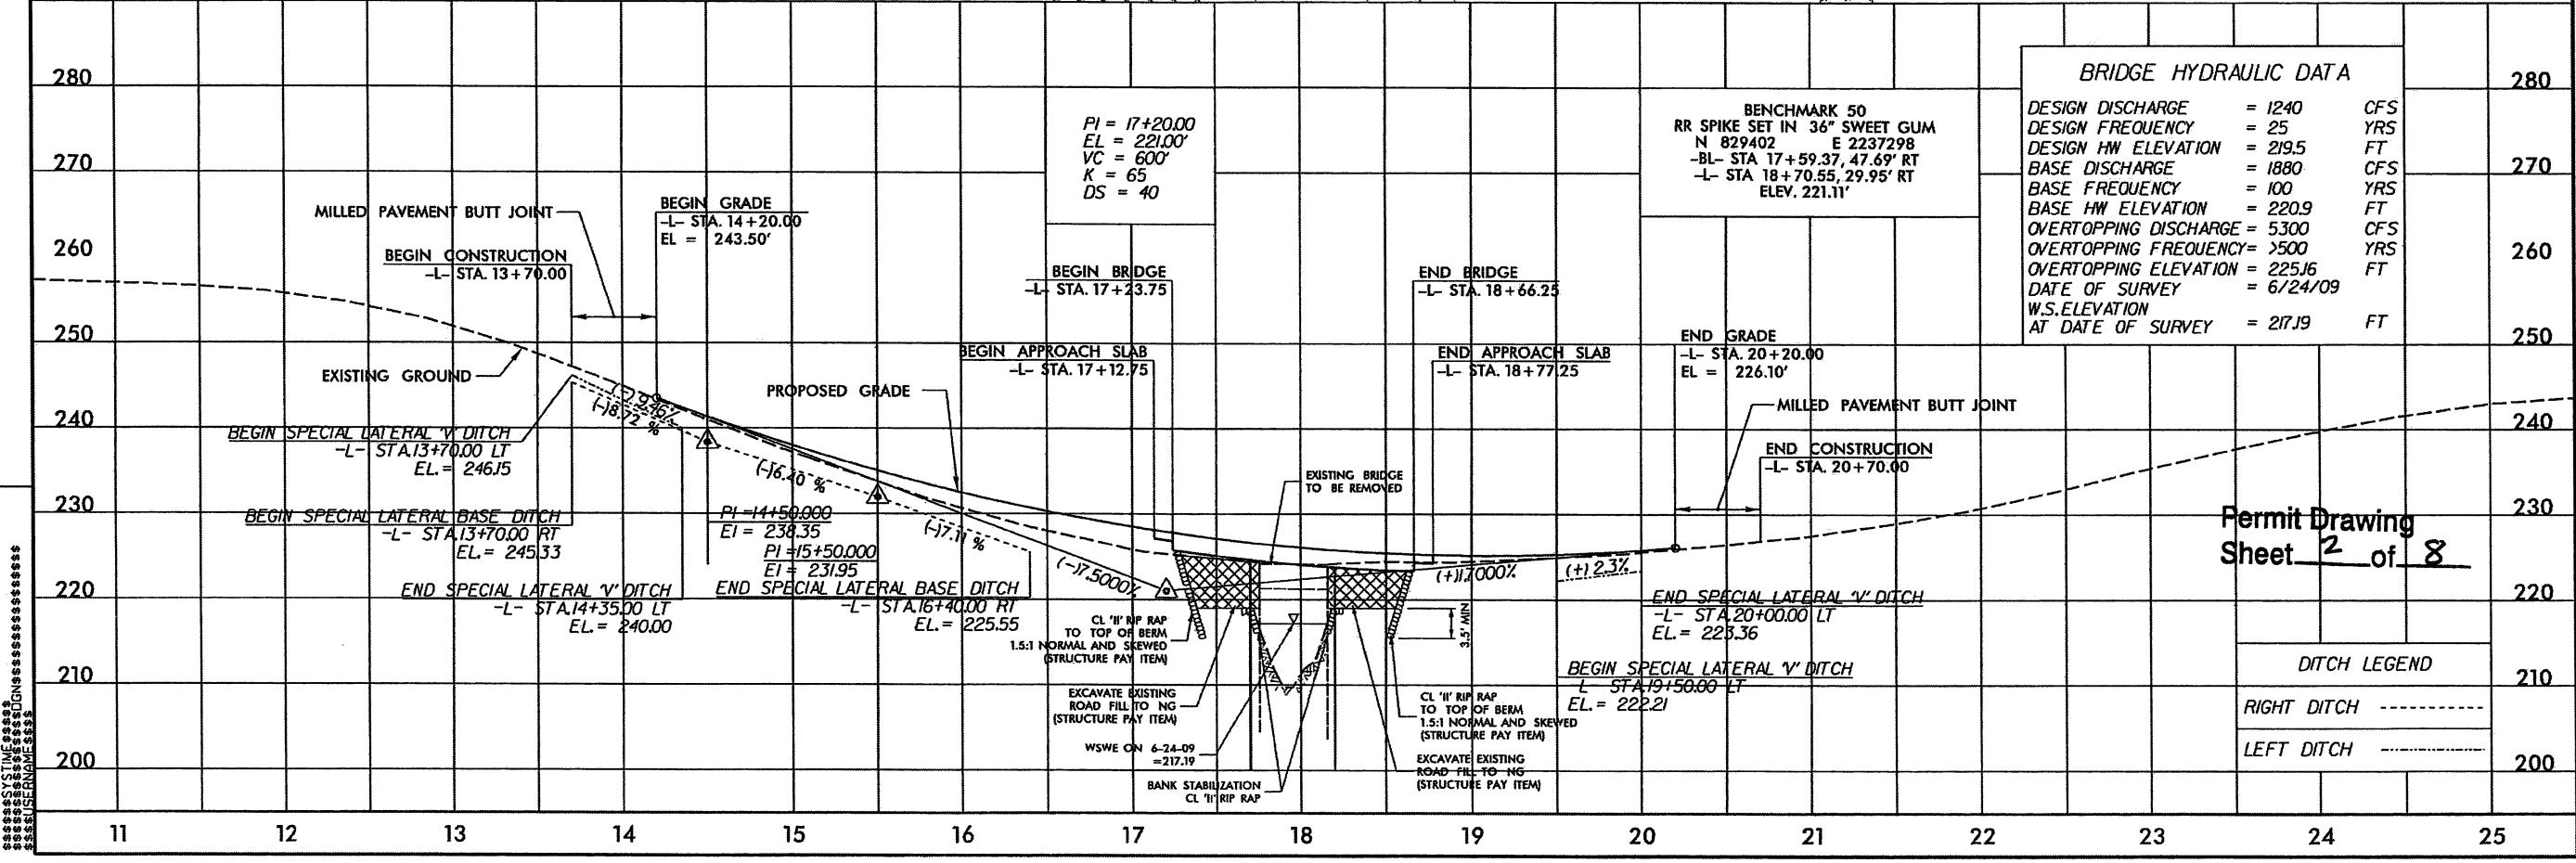 280
270
260
250
240
230
220
210
200
280
270
260
250
240
230
220
210
200
PI = 17+20.00
EL = 221.00'
VC = 600'
K = 65
DS = 40
BENCHMARK 50
RR SPIKE SET IN 36" SWEET GUM
N 829402 E 2237298
-BL- STA 17+59.37, 47.69' RT
-L- STA 18+70.55, 29.95' RT
ELEV. 221.11'
BRIDGE HYDRAULIC DATA
DESIGN DISCHARGE = 1240 CFS
DESIGN FREQUENCY = 25 YRS
DESIGN HW ELEVATION = 219.5 FT
BASE DISCHARGE = 1880 CFS
BASE FREQUENCY = 100 YRS
BASE HW ELEVATION = 220.9 FT
OVERTOPPING DISCHARGE = 5300 CFS
OVERTOPPING FREQUENCY = >500 YRS
OVERTOPPING ELEVATION = 225.16 FT
DATE OF SURVEY = 6/24/09
W.S.ELEVATION
AT DATE OF SURVEY = 217.19 FT
MILLED PAVEMENT BUTT JOINT
BEGIN GRADE
-L- STA. 14+20.00
EL = 243.50'
BEGIN CONSTRUCTION
-L- STA. 13+70.00
EXISTING GROUND
(-)9.46%
(-)8.72 %
PROPOSED GRADE
BEGIN BRIDGE
-L- STA. 17+23.75
END BRIDGE
-L- STA. 18+66.25
BEGIN APPROACH SLAB
-L- STA. 17+12.75
END APPROACH SLAB
-L- STA. 18+77.25
END GRADE
-L- STA. 20+20.00
EL = 226.10'
MILLED PAVEMENT BUTT JOINT
END CONSTRUCTION
-L- STA. 20+70.00
BEGIN SPECIAL LATERAL 'V' DITCH
-L- STA.13+70.00 LT
EL.= 246.15
(-)6.40 %
EXISTING BRIDGE
TO BE REMOVED
BEGIN SPECIAL LATERAL BASE DITCH
-L- STA.13+70.00 RT
EL.= 245.33
PI =14+50.000
EI = 238.35
PI =15+50.000
EI = 231.95
(-)7.11 %
(-)7.5000%
(+)1.7000%
(+) 2.3%
END SPECIAL LATERAL 'V' DITCH
-L- STA.14+35.00 LT
EL.= 240.00
END SPECIAL LATERAL BASE DITCH
-L- STA.16+40.00 RT
EL.= 225.55
CL 'II' RIP RAP
TO TOP OF BERM
1.5:1 NORMAL AND SKEWED
(STRUCTURE PAY ITEM)
3.5' MIN
END SPECIAL LATERAL 'V' DITCH
-L- STA.20+00.00 LT
EL.= 223.36
BEGIN SPECIAL LATERAL 'V' DITCH
L STA.19+50.00 LT
EL.= 222.21
EXCAVATE EXISTING
ROAD FILL TO NG
(STRUCTURE PAY ITEM)
CL 'II' RIP RAP
TO TOP OF BERM
1.5:1 NORMAL AND SKEWED
(STRUCTURE PAY ITEM)
WSWE ON 6-24-09
=217.19
EXCAVATE EXISTING
ROAD FILL TO NG
(STRUCTURE PAY ITEM)
BANK STABILIZATION
CL 'II' RIP RAP
Permit Drawing
Sheet 2 of 8
DITCH LEGEND
RIGHT DITCH
LEFT DITCH
11 12 13 14 15 16 17 18 19 20 21 22 23 24 25